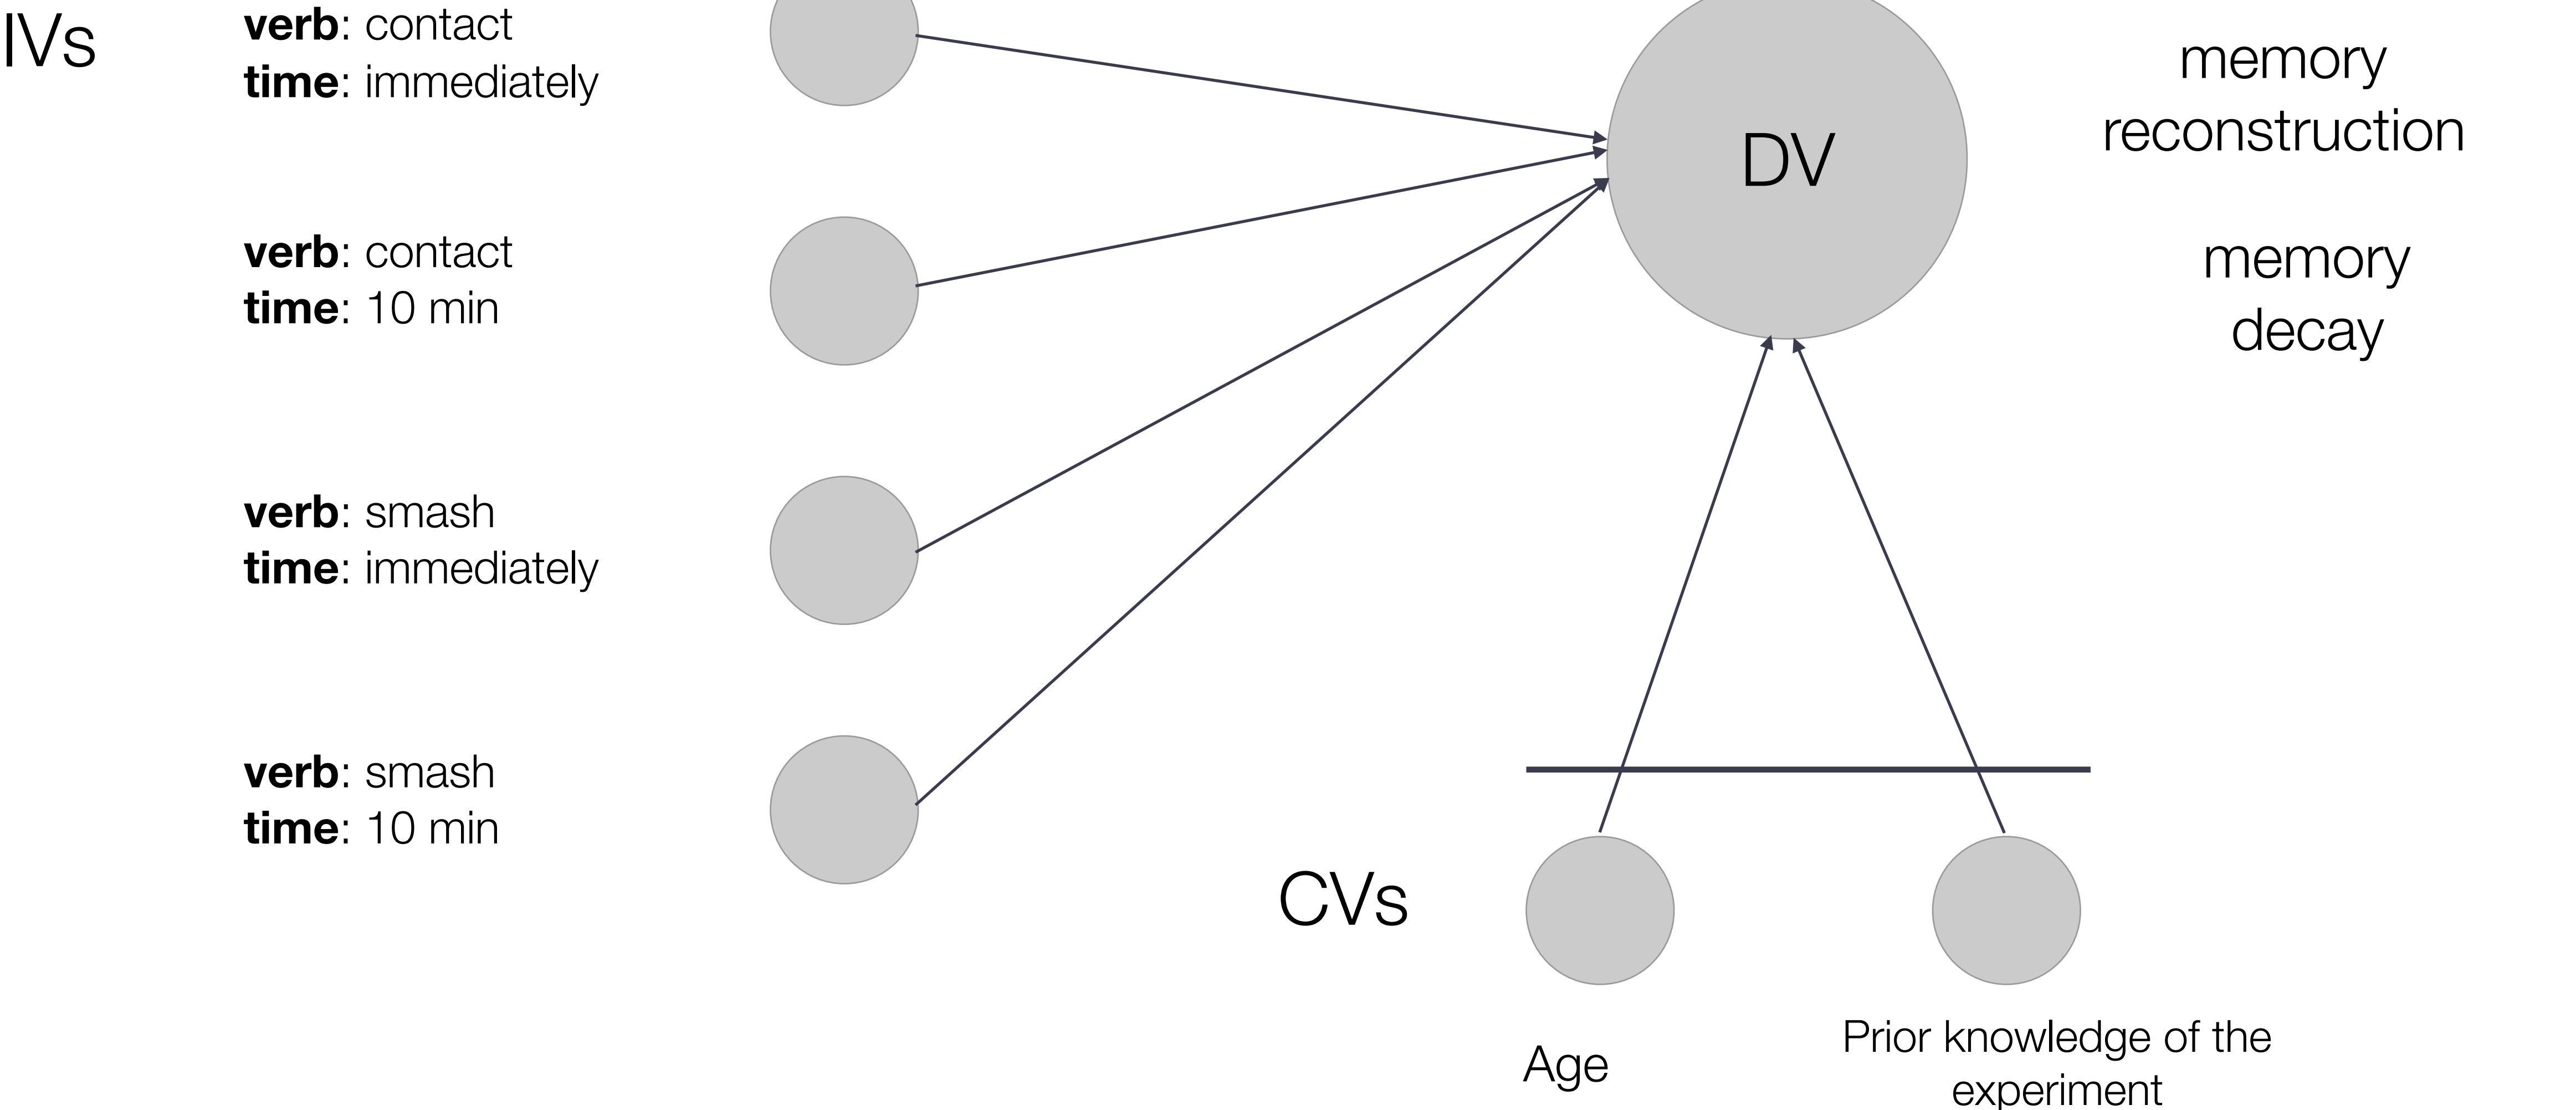 IVs
verb: contact
time: immediately
verb: contact
time: 10 min
verb: smash
time: immediately
verb: smash
time: 10 min
DV
memory
reconstruction
memory
decay
CVs
Age
Prior knowledge of the
experiment